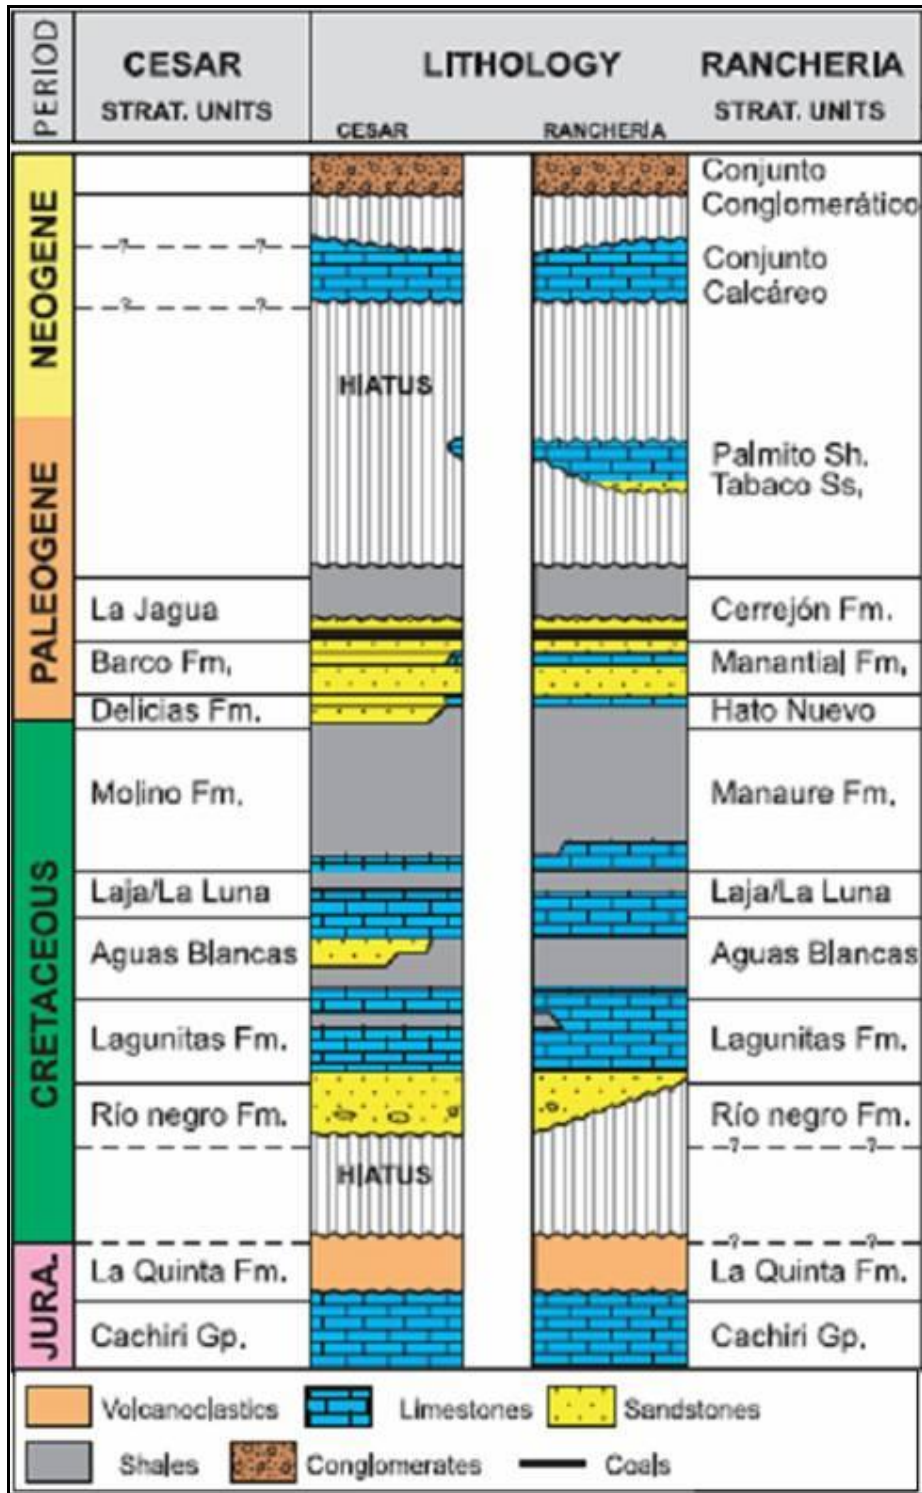 PERIOD
CESAR
STRAT. UNITS
LITHOLOGY
CESAR
RANCHERÍA
RANCHERIA
STRAT. UNITS
NEOGENE
PALEOGENE
CRETACEOUS
JURA.
Conjunto
Conglomerático
-?- -?-
Conjunto
Calcáreo
-?- -?-
HIATUS
Palmito Sh.
Tabaco Ss,
La Jagua
Cerrejón Fm.
Barco Fm,
Manantial Fm,
Delicias Fm.
Hato Nuevo
Molino Fm.
Manaure Fm.
Laja/La Luna
Laja/La Luna
Aguas Blancas
Aguas Blancas
Lagunitas Fm.
Lagunitas Fm.
Río negro Fm.
Río negro Fm.
-?- -?-
HIATUS
-?- -?-
La Quinta Fm.
La Quinta Fm.
Cachiri Gp.
Cachiri Gp.
Volcanoclastics
Limestones
Sandstones
Shales
Conglomerates
Coals